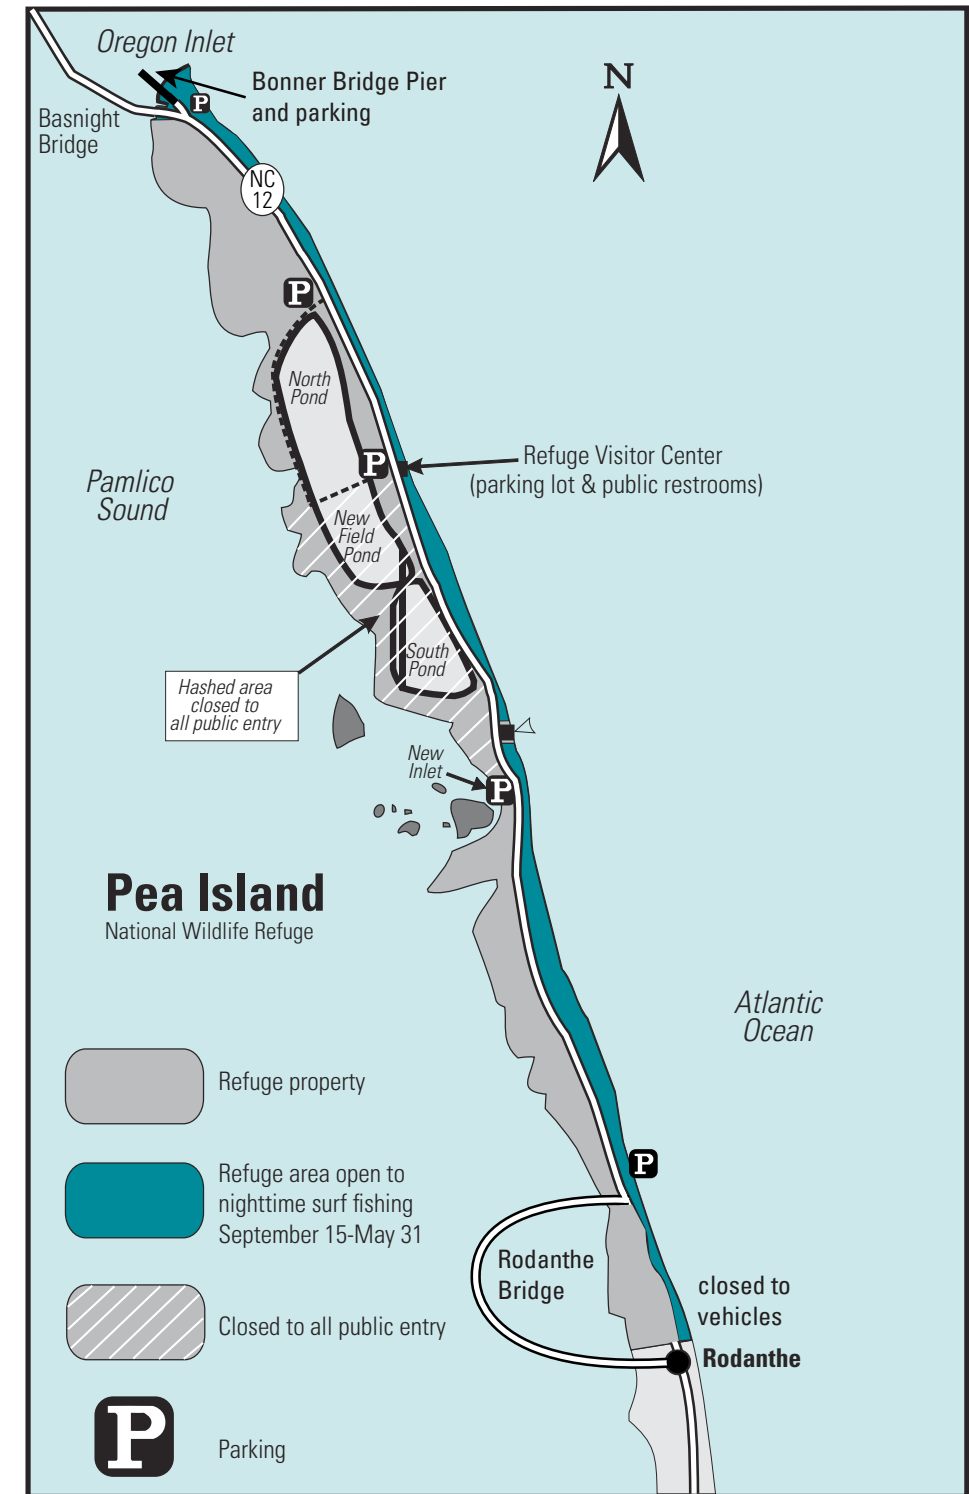 Oregon Inlet
Bonner Bridge Pier
and parking
N
P
Basnight
Bridge
NC
12
P
North
Pond
P
Refuge Visitor Center
(parking lot & public restrooms)
Pamlico
Sound
New
Field
Pond
South
Pond
Hashed area
closed to
all public entry
New
Inlet
P
Pea Island
National Wildlife Refuge
Atlantic
Ocean
Refuge property
P
Refuge area open to
nighttime surf fishing
September 15-May 31
Rodanthe
Bridge
closed to
vehicles
Closed to all public entry
Rodanthe
P
Parking